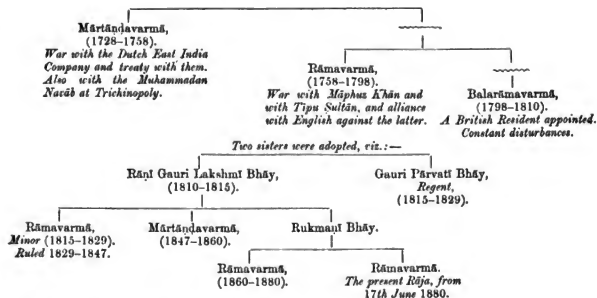 Mārtāṇḍavarmā,
(1728–1758).
War with the Dutch East India
Company and treaty with them.
Also with the Muhammadan
Navāb at Trichinopoly.
Rāmavarmā,
(1758–1798).
War with Māphuz Khān and
with Tipu Sultān, and alliance
with English against the latter.
Balarāmavarmā,
(1798–1810).
A British Resident appointed.
Constant disturbances.
Two sisters were adopted, viz.:—
Rāṇī Gauri Lakshmī Bhāy,
(1810–1815).
Gauri Pārvatī Bhāy,
Regent,
(1815–1829).
Rāmavarmā,
Minor (1815–1829).
Ruled 1829–1847.
Mārtāṇḍavarmā,
(1847–1860).
Rukmaṇī Bhāy.
Rāmavarmā,
(1860–1880).
Rāmavarmā.
The present Rāja, from
17th June 1880.